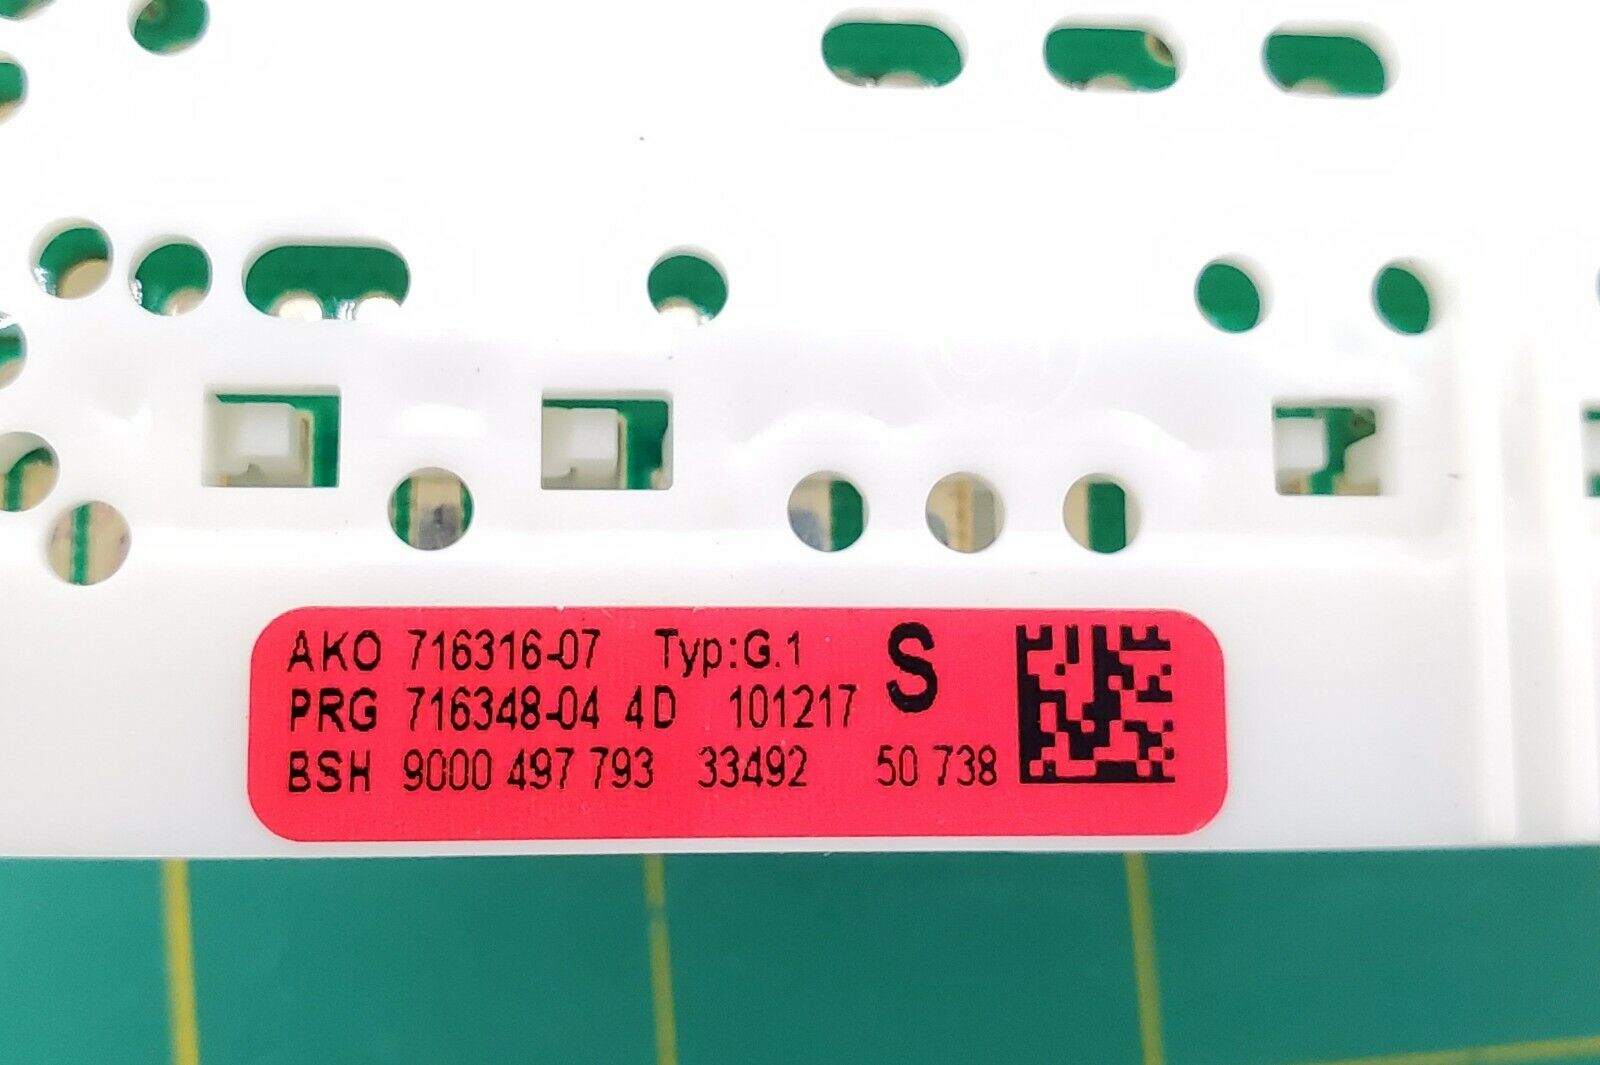 AKO 716316-07 Typ:G.1 S
PRG 716348-04 4D 101217
BSH 9000 497 793 33492 50 738